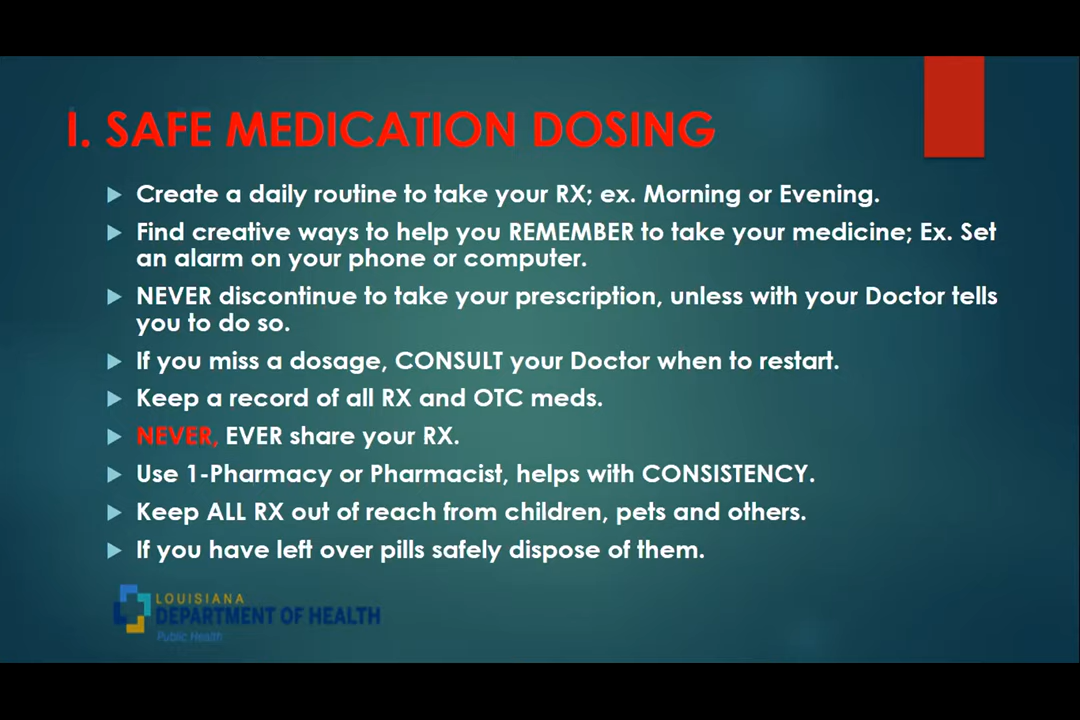 I. SAFE MEDICATION DOSING
Create a daily routine to take your RX; ex. Morning or Evening.
Find creative ways to help you REMEMBER to take your medicine; Ex. Set
an alarm on your phone or computer.
NEVER discontinue to take your prescription, unless with your Doctor tells
you to do so.
If you miss a dosage, CONSULT your Doctor when to restart.
Keep a record of all RX and OTC meds.
NEVER, EVER share your RX.
Use 1-Pharmacy or Pharmacist, helps with CONSISTENCY.
Keep ALL RX out of reach from children, pets and others.
If you have left over pills safely dispose of them.
LOUISIANA
DEPARTMENT OF HEALTH
Public Health